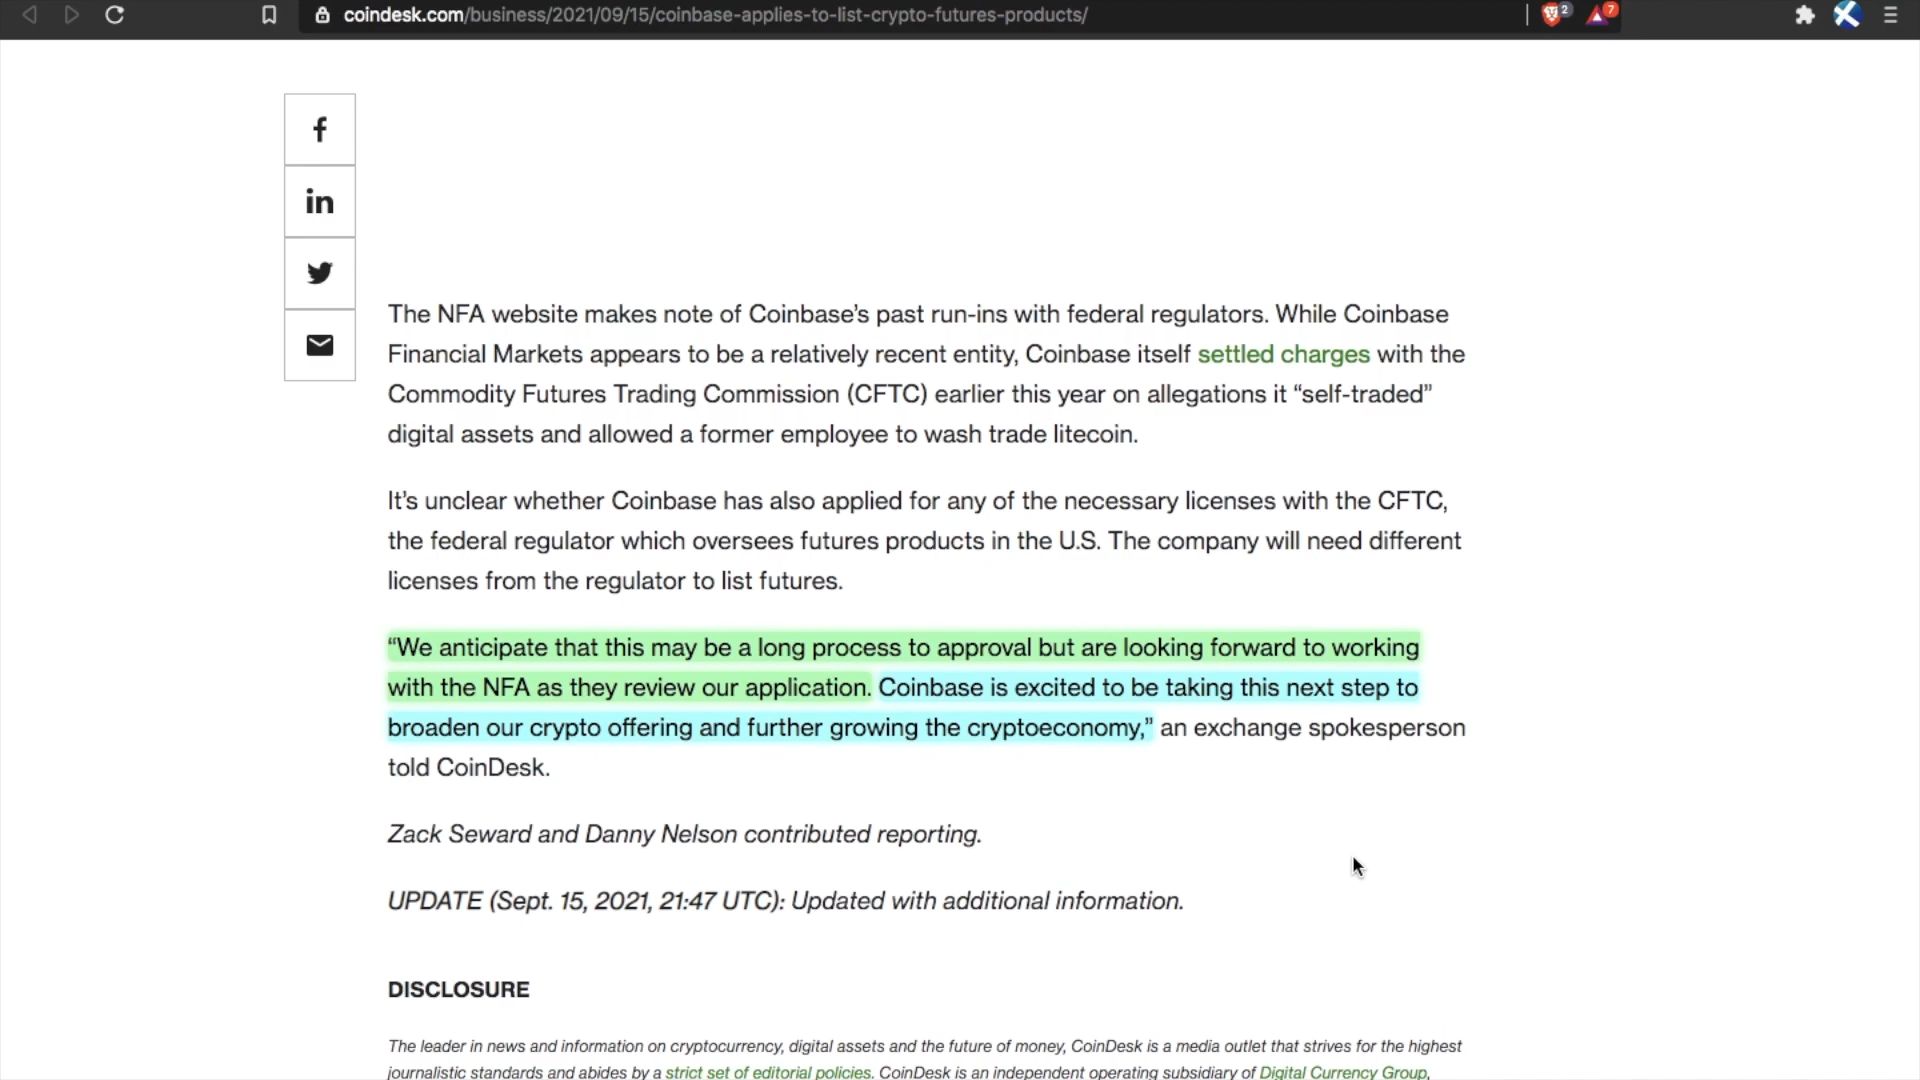 coindesk.com/business/2021/09/15/coinbase-applies-to-list-crypto-futures-products/
2
7
f
in
The NFA website makes note of Coinbase’s past run-ins with federal regulators. While Coinbase
Financial Markets appears to be a relatively recent entity, Coinbase itself settled charges with the
Commodity Futures Trading Commission (CFTC) earlier this year on allegations it “self-traded”
digital assets and allowed a former employee to wash trade litecoin.
It’s unclear whether Coinbase has also applied for any of the necessary licenses with the CFTC,
the federal regulator which oversees futures products in the U.S. The company will need different
licenses from the regulator to list futures.
“We anticipate that this may be a long process to approval but are looking forward to working
with the NFA as they review our application. Coinbase is excited to be taking this next step to
broaden our crypto offering and further growing the cryptoeconomy,” an exchange spokesperson
told CoinDesk.
Zack Seward and Danny Nelson contributed reporting.
UPDATE (Sept. 15, 2021, 21:47 UTC): Updated with additional information.
DISCLOSURE
The leader in news and information on cryptocurrency, digital assets and the future of money, CoinDesk is a media outlet that strives for the highest
journalistic standards and abides by a strict set of editorial policies. CoinDesk is an independent operating subsidiary of Digital Currency Group,